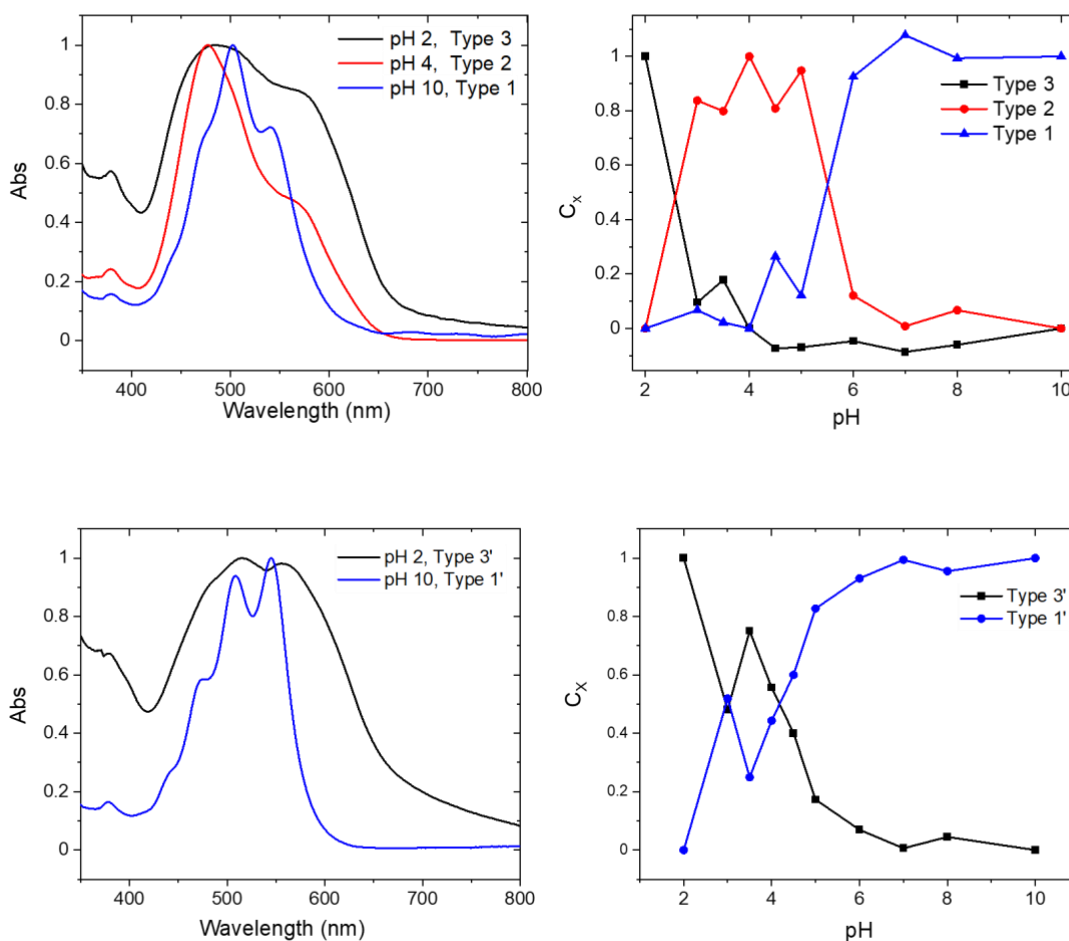 pH 2, Type 3
pH 4, Type 2
pH 10, Type 1
1
0.8
0.6
0.4
0.2
0
Abs
400 500 600 700 800
Wavelength (nm)
1
0.8
0.6
0.4
0.2
0
Cx
Type 3
Type 2
Type 1
2 4 6 8 10
pH
pH 2, Type 3'
pH 10, Type 1'
1
0.8
0.6
0.4
0.2
0
Abs
400 500 600 700 800
Wavelength (nm)
1
0.8
0.6
0.4
0.2
0
CX
Type 3'
Type 1'
2 4 6 8 10
pH